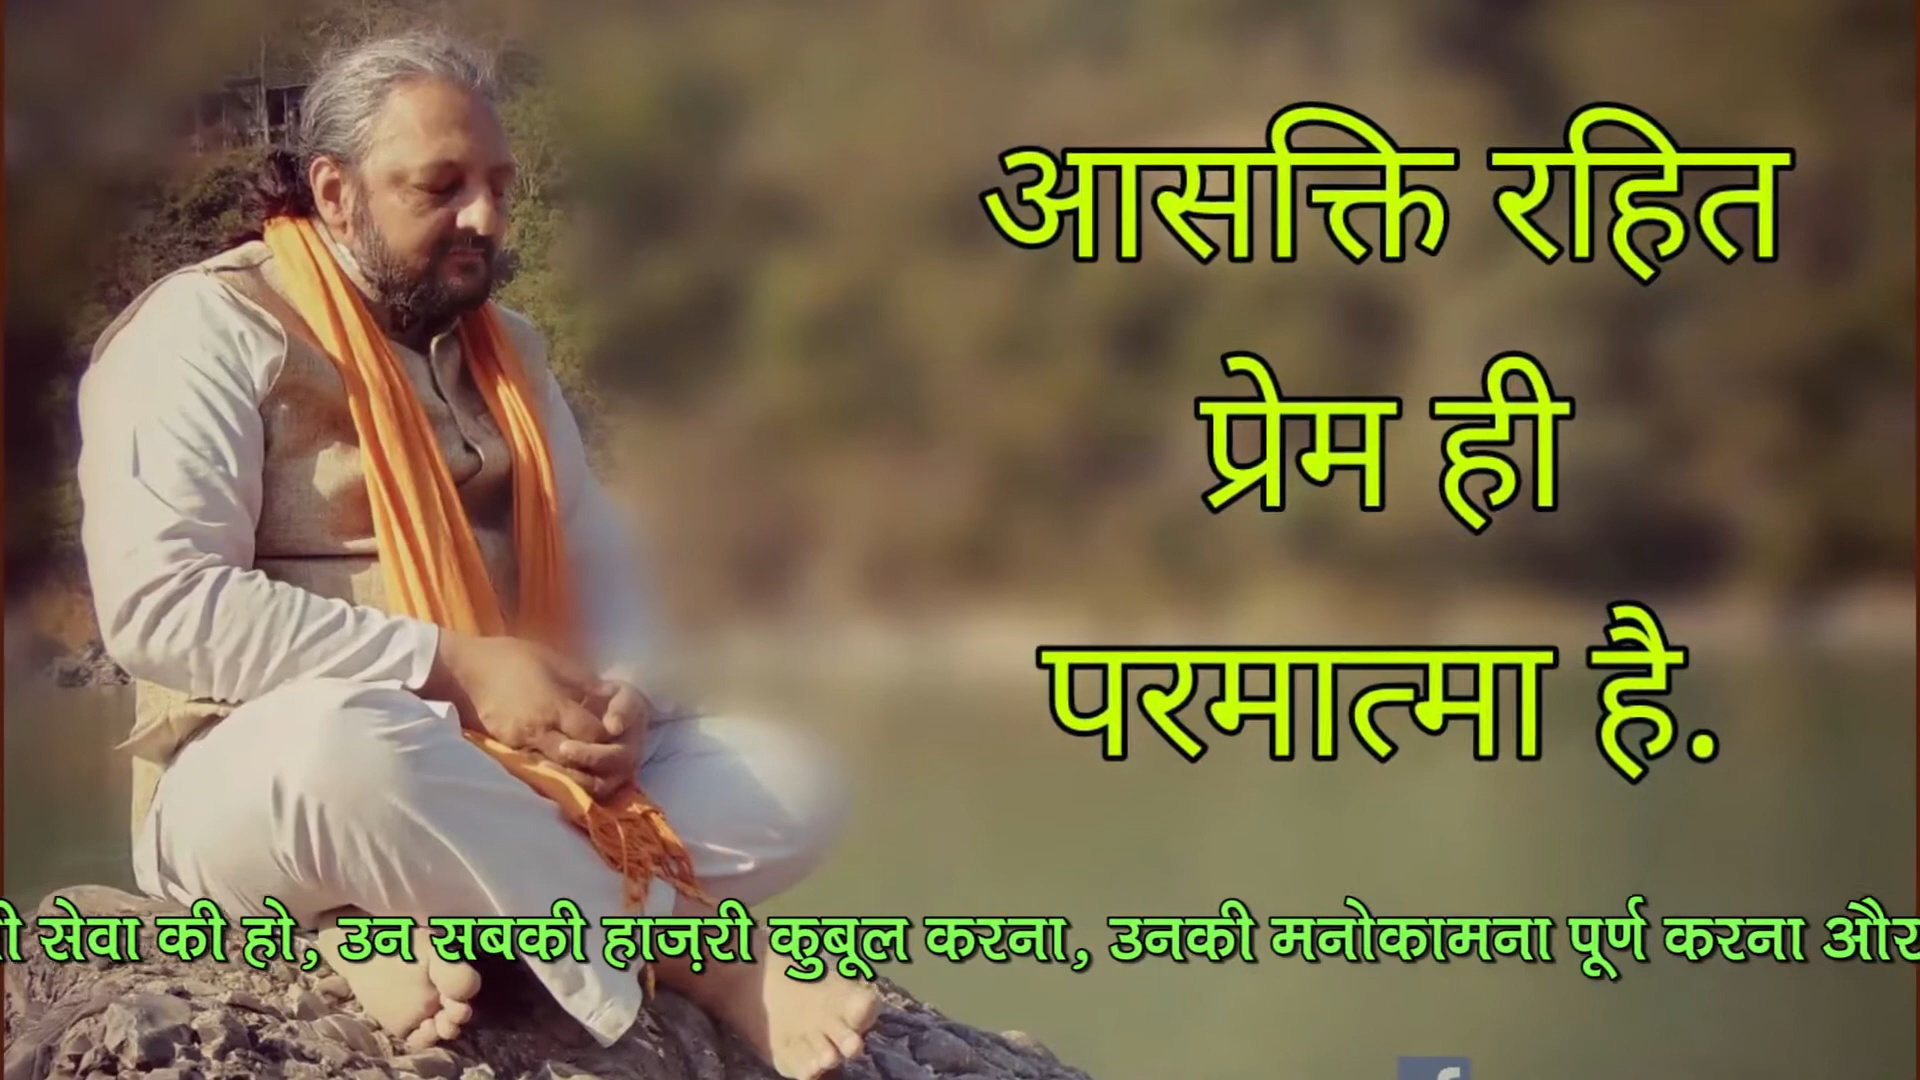 आसक्ति रहित
प्रेम ही
परमात्मा है.
सेवा की हो, उन सबकी हाज़री कुबूल करना, उनकी मनोकामना पूर्ण करना और